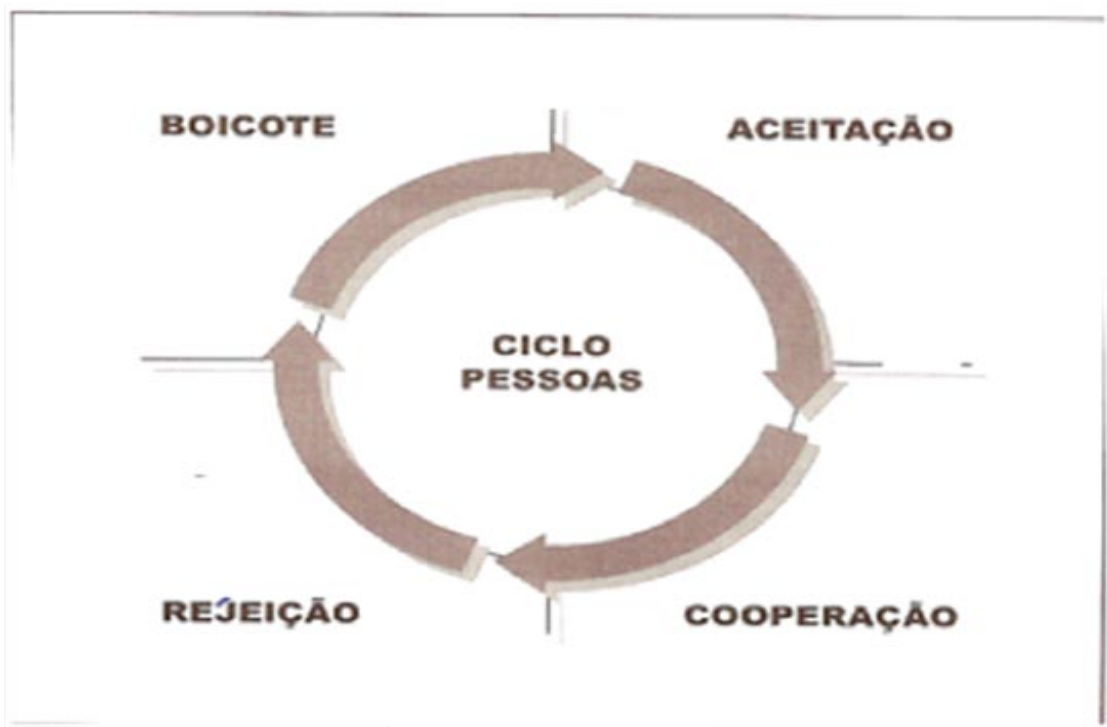 BOICOTE
ACEITAÇÃO
CICLO
PESSOAS
REJEIÇÃO
COOPERAÇÃO